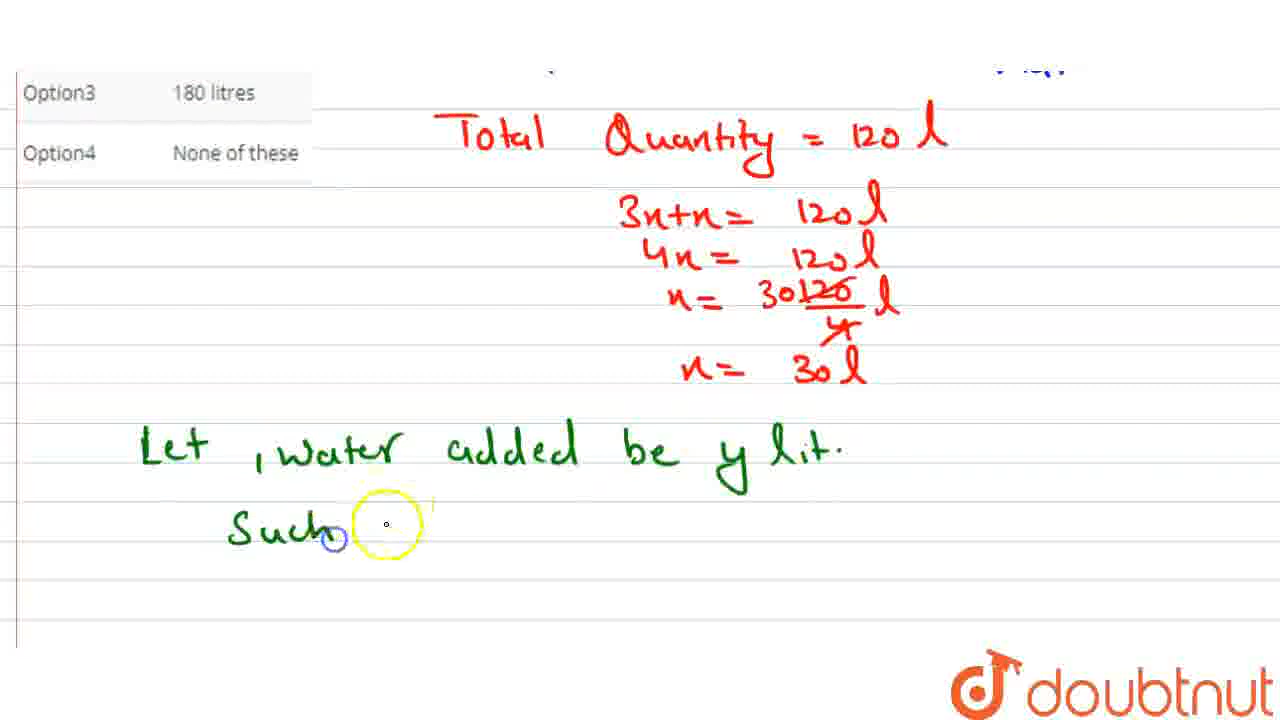 Option3 180 litres
Option4 None of these
Total Quantity = 120 l
3x+x = 120 l
4x = 120 l
x = 30 120/4 l
x = 30 l
Let , water added be y lit.
Such
doubtnut